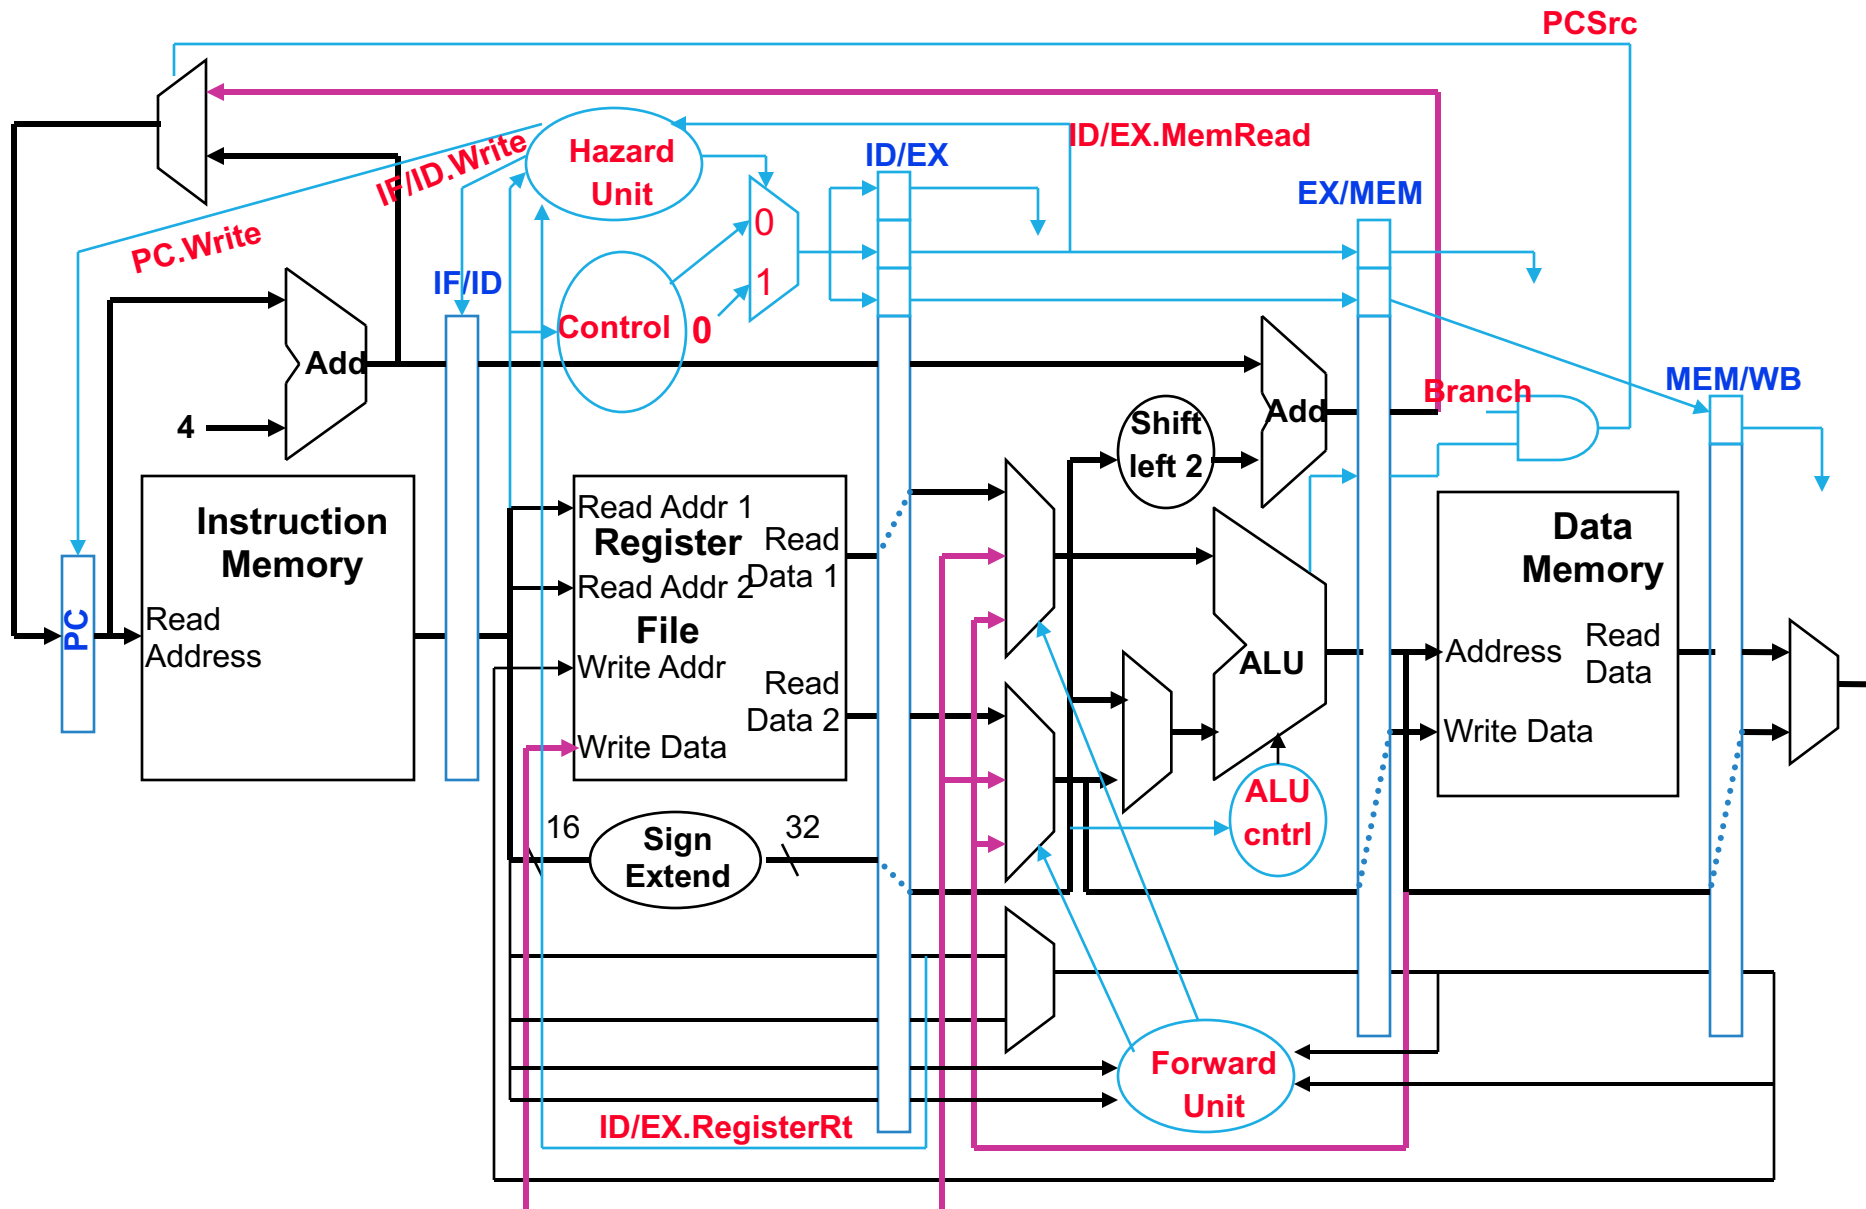 PCSrc
ID/EX.MemRead
Hazard
Unit
IF/ID.Write
ID/EX
EX/MEM
PC.Write
0
1
IF/ID
Control
0
Add
4
MEM/WB
Branch
Shift
left 2
Add
Instruction
Memory
Read
Address
PC
Read Addr 1
Register
Read Addr 2
File
Write Addr
Write Data
Read
Data 1
Read
Data 2
16
Sign
Extend
32
ALU
ALU
cntrl
Data
Memory
Address
Read
Data
Write Data
Forward
Unit
ID/EX.RegisterRt